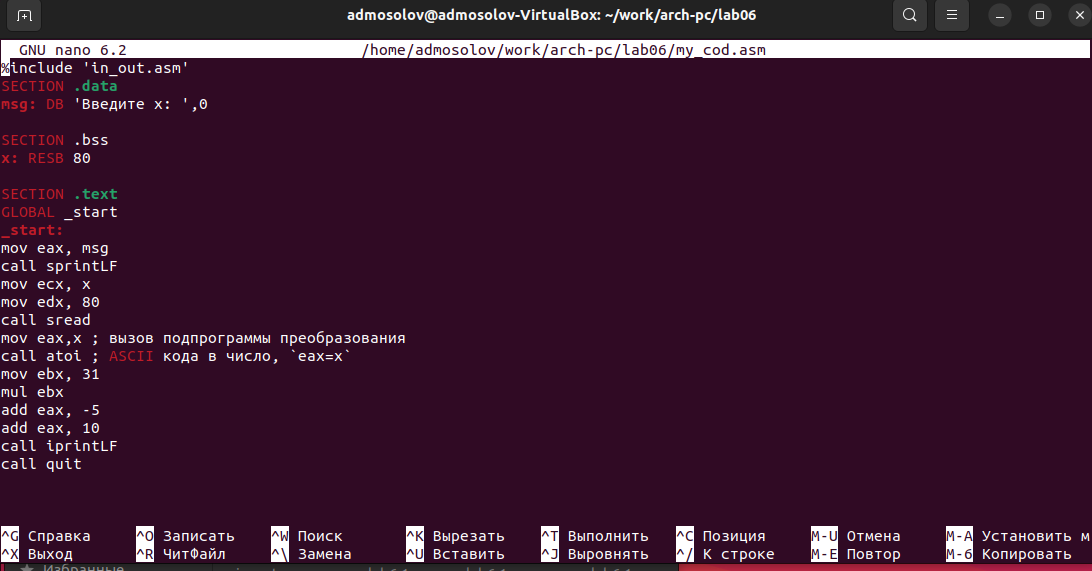 admosolov@admosolov-VirtualBox: ~/work/arch-pc/lab06
GNU nano 6.2 /home/admosolov/work/arch-pc/lab06/my_cod.asm
%include 'in_out.asm'
SECTION .data
msg: DB 'Введите x: ',0
SECTION .bss
x: RESB 80
SECTION .text
GLOBAL _start
_start:
mov eax, msg
call sprintLF
mov ecx, x
mov edx, 80
call sread
mov eax,x ; вызов подпрограммы преобразования
call atoi ; ASCII кода в число, `eax=x`
mov ebx, 31
mul ebx
add eax, -5
add eax, 10
call iprintLF
call quit
^G Справка ^O Записать ^W Поиск ^K Вырезать ^T Выполнить ^C Позиция M-U Отмена M-A Установить м
^X Выход ^R ЧитФайл ^\ Замена ^U Вставить ^J Выровнять ^/ К строке M-E Повтор M-6 Копировать
Избранные